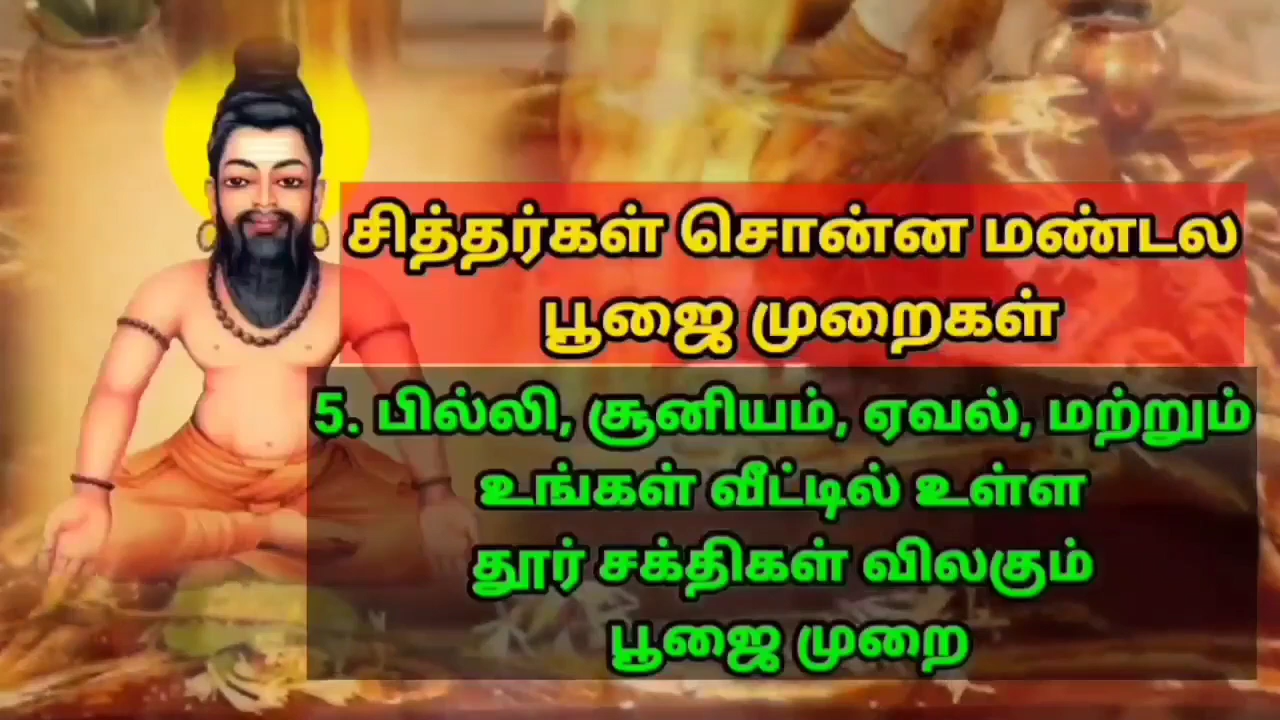 சித்தர்கள் சொன்ன மண்டல
பூஜை முறைகள்
5. பில்லி, சூனியம், ஏவல், மற்றும்
உங்கள் வீட்டில் உள்ள
தூர் சக்திகள் விலகும்
பூஜை முறை